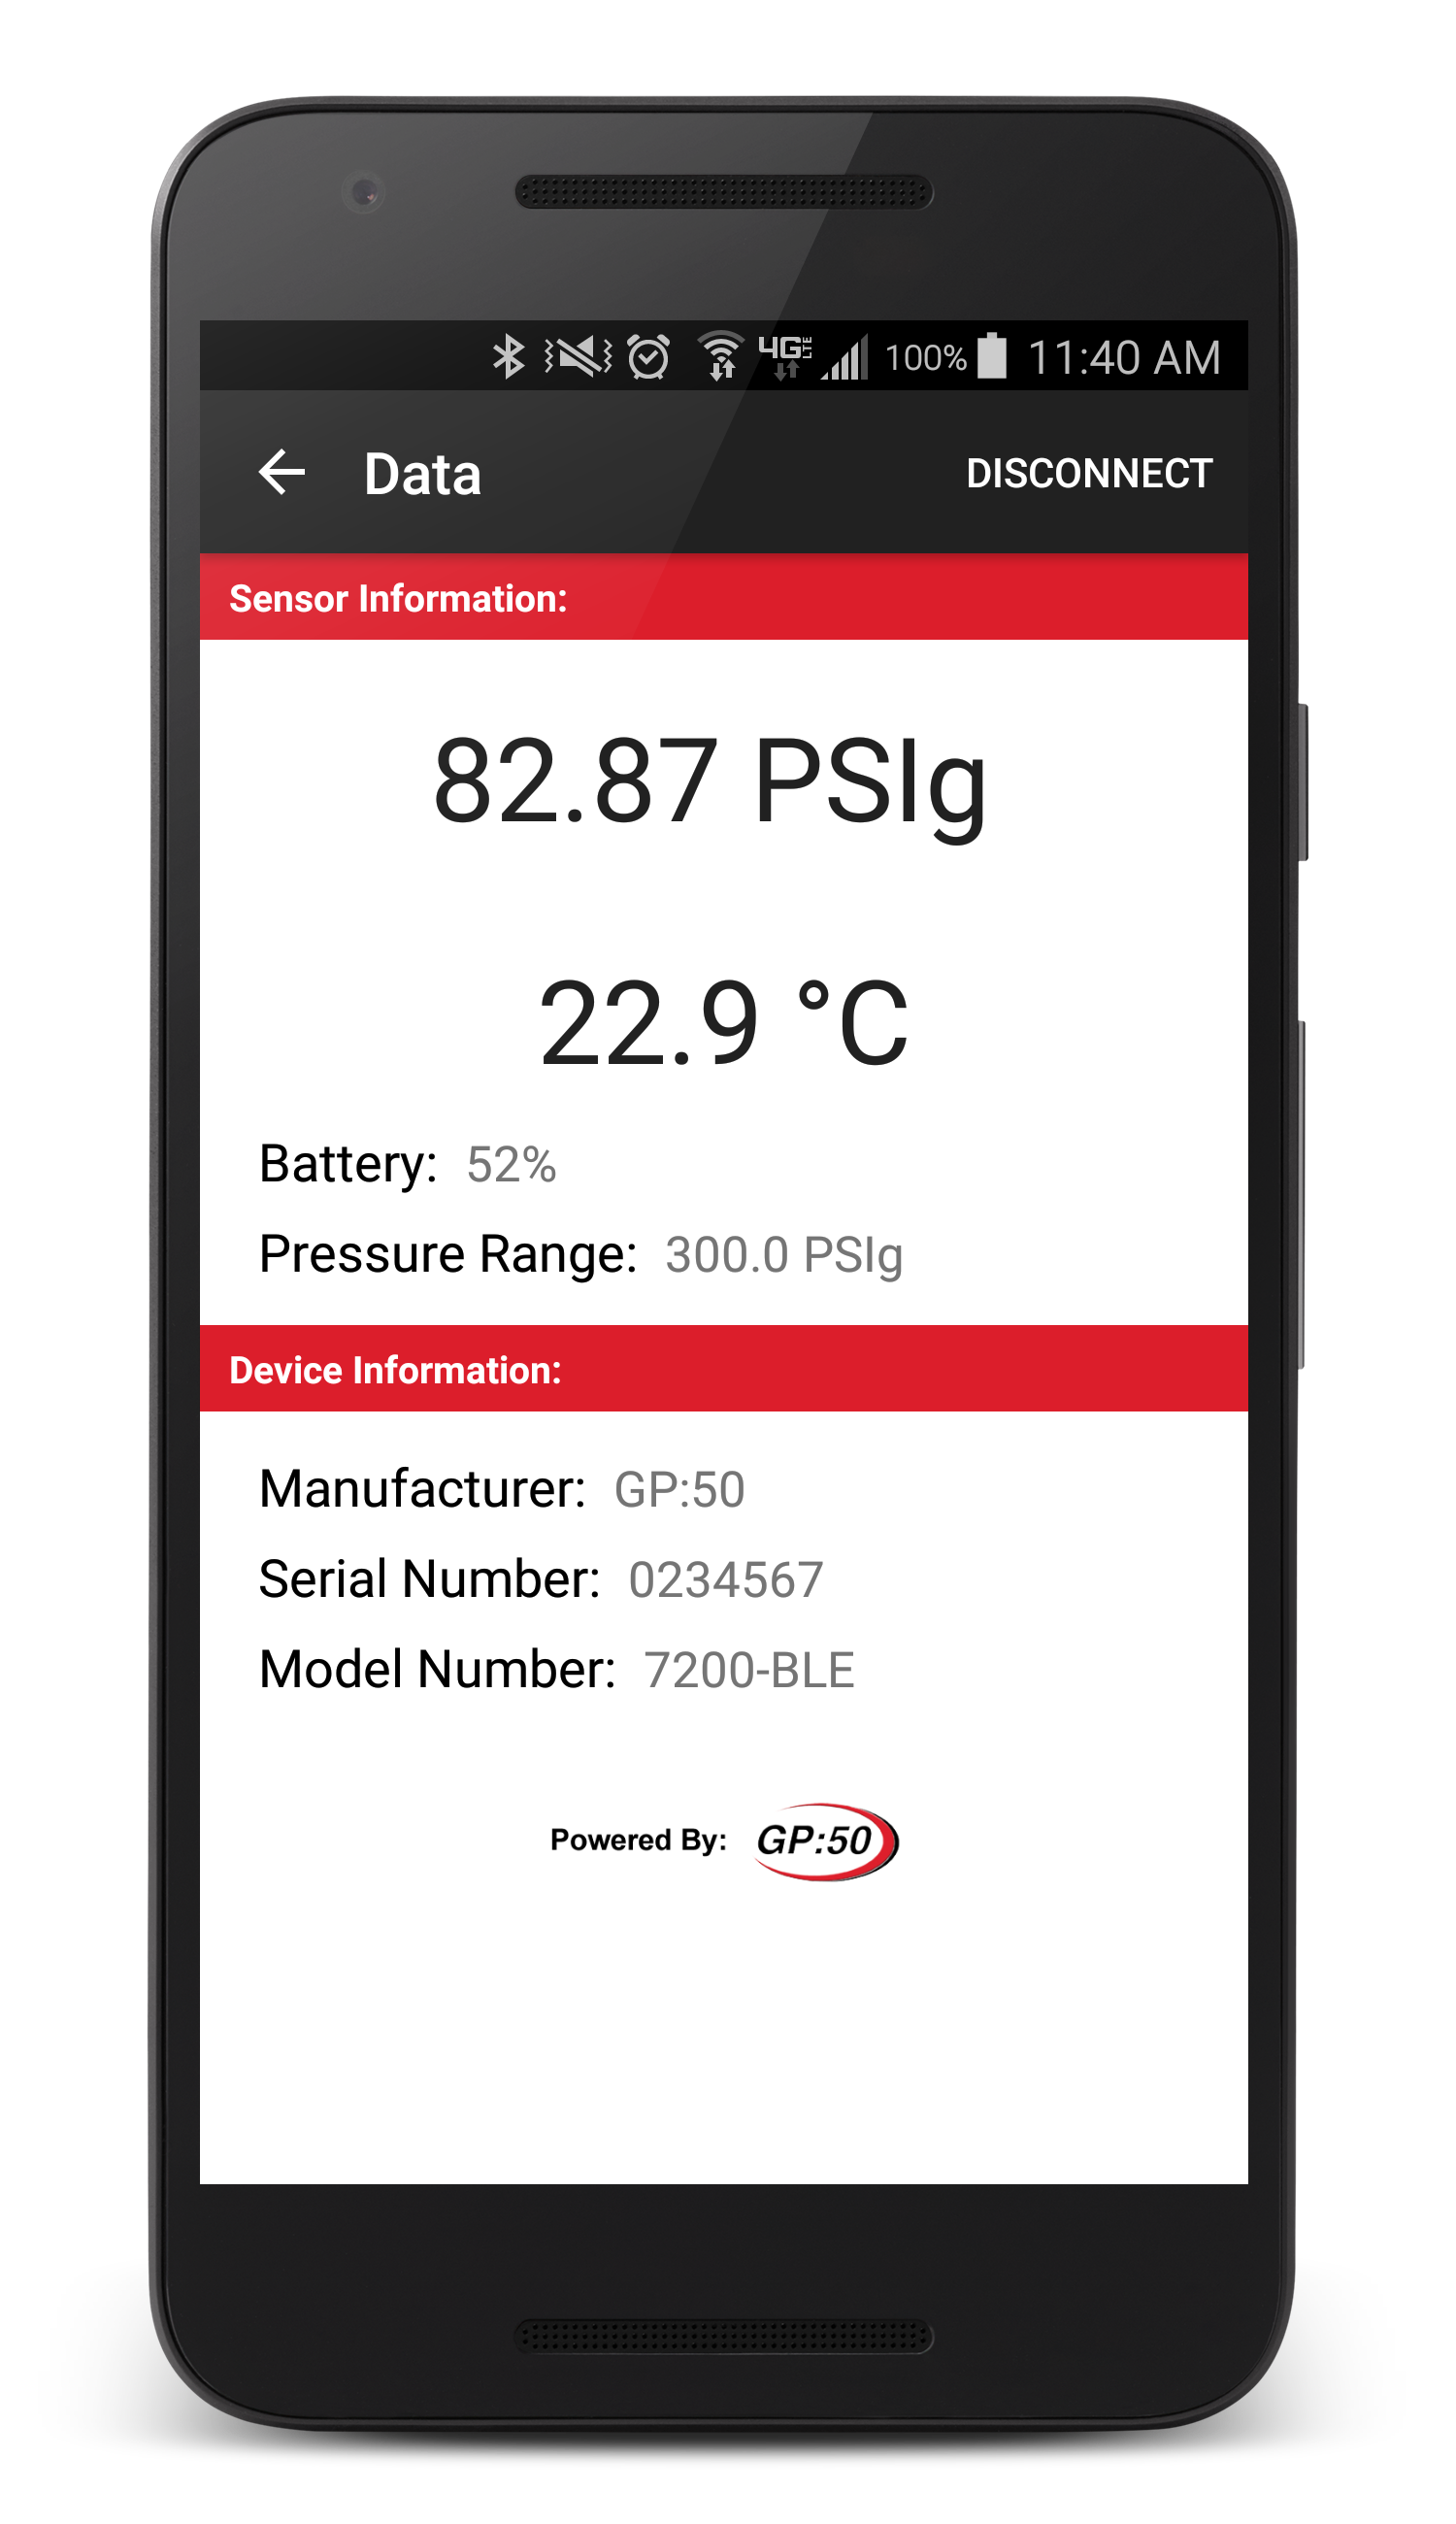 4G LTE 100% 11:40 AM
Data DISCONNECT
Sensor Information:
82.87 PSIg
22.9 °C
Battery: 52%
Pressure Range: 300.0 PSIg
Device Information:
Manufacturer: GP:50
Serial Number: 0234567
Model Number: 7200-BLE
Powered By: GP:50